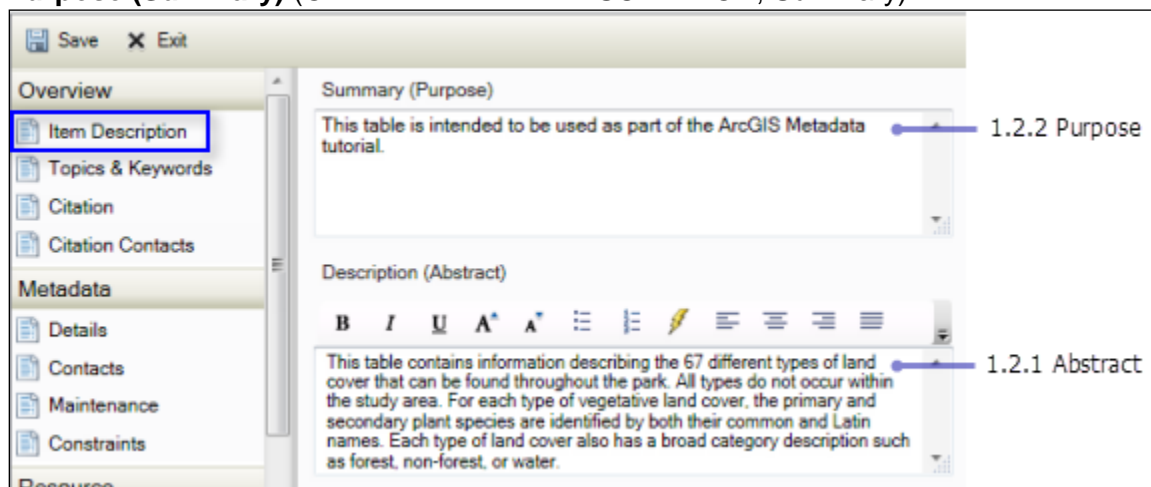 Save Exit
Overview
Item Description
Topics & Keywords
Citation
Citation Contacts
Metadata
Details
Contacts
Maintenance
Constraints
Summary (Purpose)
This table is intended to be used as part of the ArcGIS Metadata
tutorial.
1.2.2 Purpose
Description (Abstract)
B I U A A
This table contains information describing the 67 different types of land
cover that can be found throughout the park. All types do not occur within
the study area. For each type of vegetative land cover, the primary and
secondary plant species are identified by both their common and Latin
names. Each type of land cover also has a broad category description such
as forest, non-forest, or water.
1.2.1 Abstract